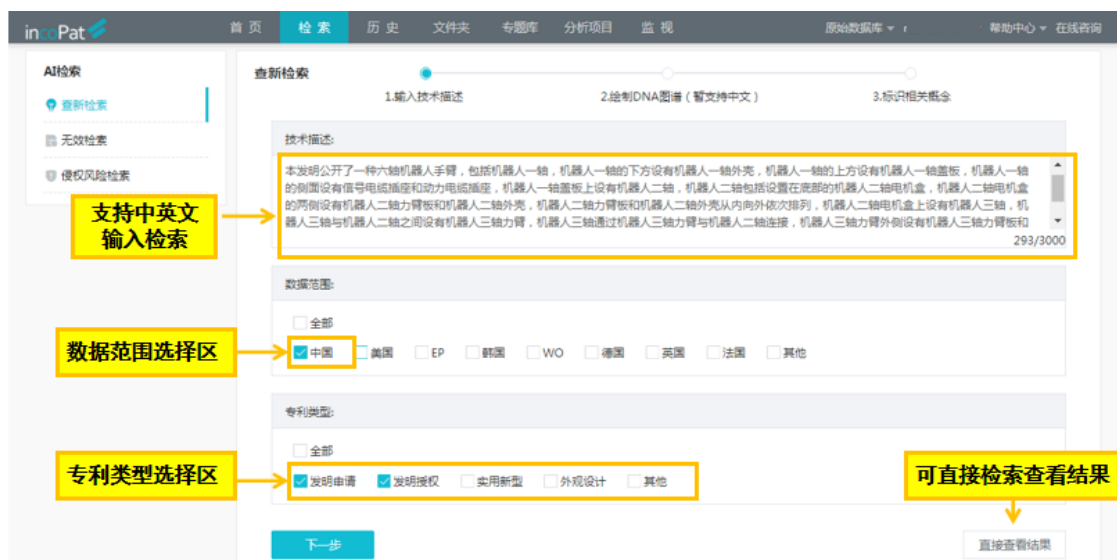 incoPat
首页 检索 历史 文件夹 专题库 分析项目 监视 原始数据库 帮助中心 在线咨询
AI检索
查新检索
无效检索
侵权风险检索
查新检索
1.输入技术描述 2.绘制DNA图谱（暂支持中文） 3.标识相关概念
技术描述:
本发明公开了一种六轴机器人手臂，包括机器人一轴，机器人一轴的下方设有机器人一轴外壳，机器人一轴的上方设有机器人一轴盖板，机器人一轴
的侧面设有信号电缆插座和动力电缆插座，机器人一轴盖板上设有机器人二轴，机器人二轴包括设置在底部的机器人二轴电机盒，机器人二轴电机盒
的两侧设有机器人二轴力臂板和机器人二轴外壳，机器人二轴力臂板和机器人二轴外壳从内向外依次排列，机器人二轴电机盒上设有机器人三轴，机
器人三轴与机器人二轴之间设有机器人三轴力臂，机器人三轴通过机器人三轴力臂与机器人二轴连接，机器人三轴力臂外侧设有机器人三轴力臂板和
293/3000
支持中英文
输入检索
数据范围:
全部
数据范围选择区
中国 美国 EP 韩国 WO 德国 英国 法国 其他
专利类型:
全部
专利类型选择区
发明申请 发明授权 实用新型 外观设计 其他
可直接检索查看结果
下一步
直接查看结果